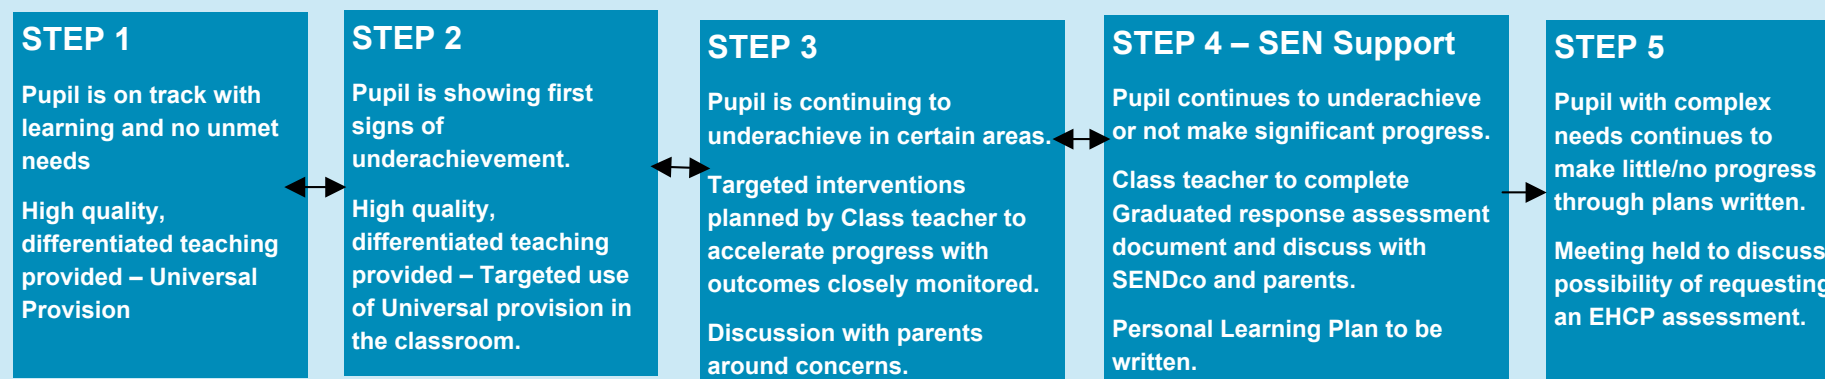 STEP 1
Pupil is on track with
learning and no unmet
needs
High quality,
differentiated teaching
provided – Universal
Provision
STEP 2
Pupil is showing first
signs of
underachievement.
High quality,
differentiated teaching
provided – Targeted use
of Universal provision in
the classroom.
STEP 3
Pupil is continuing to
underachieve in certain areas.
Targeted interventions
planned by Class teacher to
accelerate progress with
outcomes closely monitored.
Discussion with parents
around concerns.
STEP 4 – SEN Support
Pupil continues to underachieve
or not make significant progress.
Class teacher to complete
Graduated response assessment
document and discuss with
SENDco and parents.
Personal Learning Plan to be
written.
STEP 5
Pupil with complex
needs continues to
make little/no progress
through plans written.
Meeting held to discuss
possibility of requesting
an EHCP assessment.